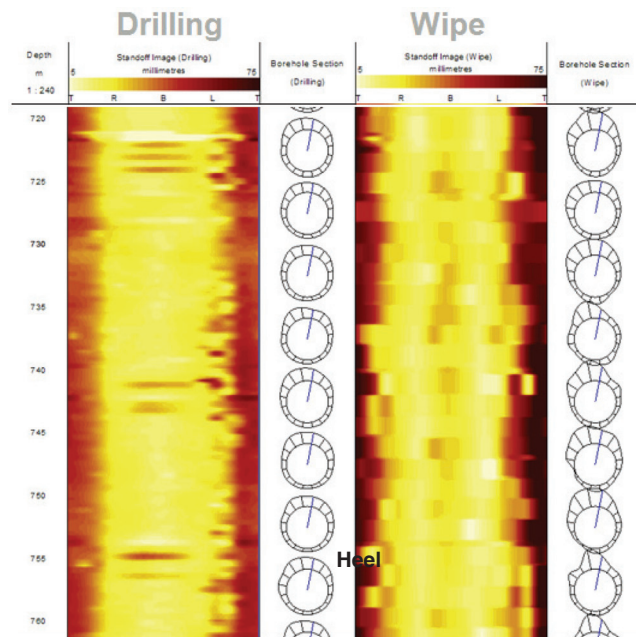 Drilling
Wipe
Depth
m
1 : 240
Standoff Image (Drilling)
millimetres
5
75
T R B L T
Borehole Section
(Drilling)
Standoff Image (Wipe)
millimetres
5
75
T R B L T
Borehole Section
(Wipe)
720
725
730
735
740
745
750
755
760
Heel